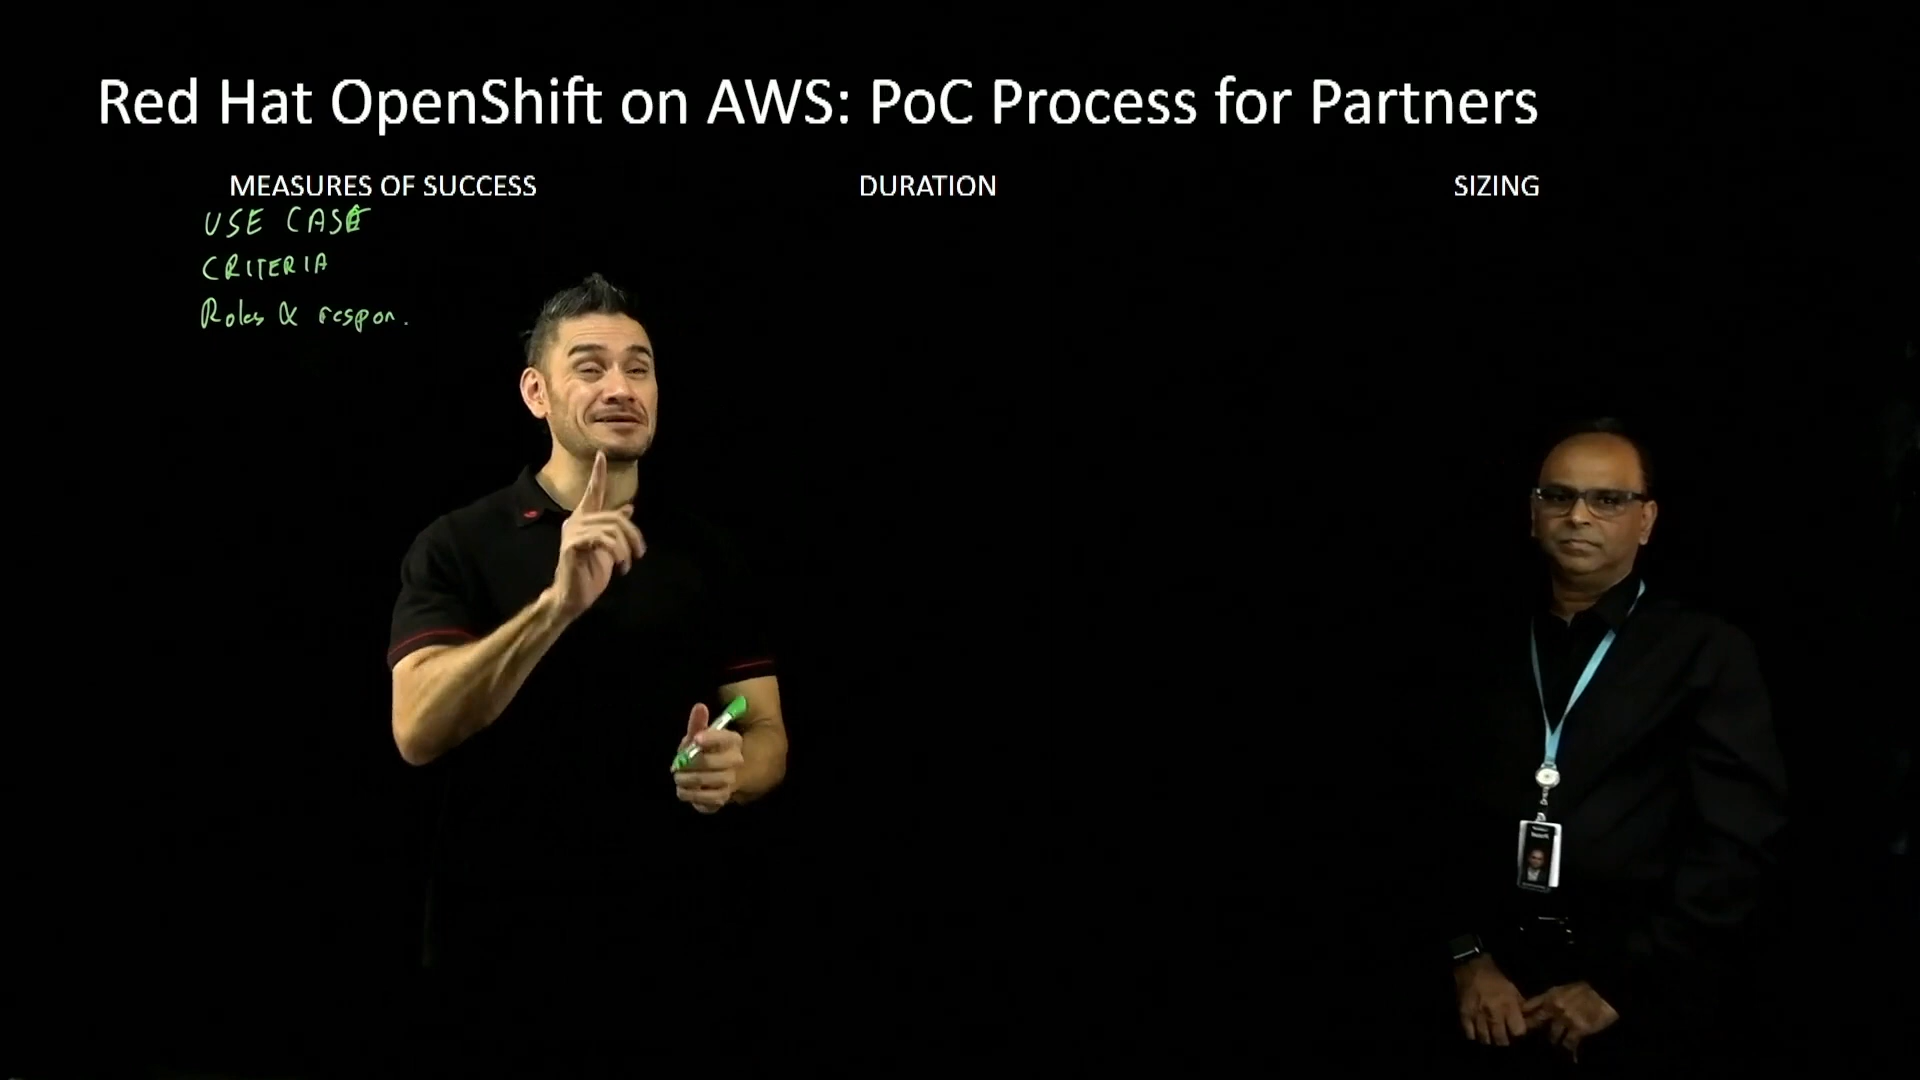 Red Hat OpenShift on AWS: PoC Process for Partners
MEASURES OF SUCCESS
USE CASE
CRITERIA
Roles & respon.
DURATION
SIZING